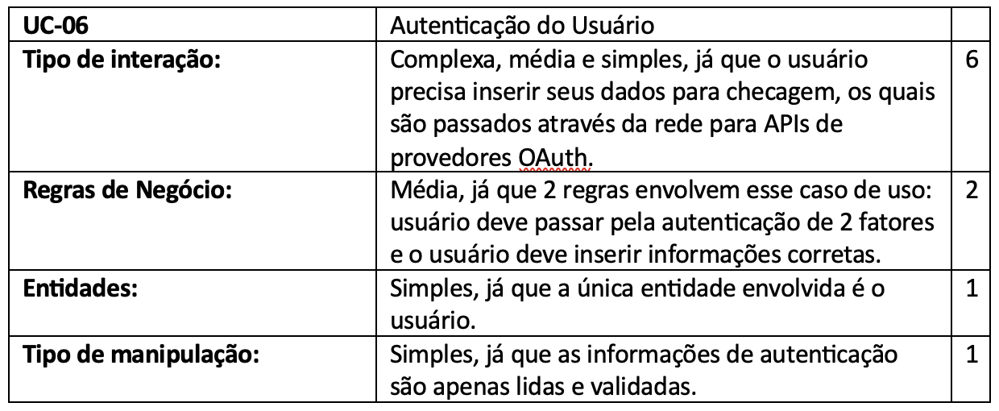 UC-06 Autenticação do Usuário
Tipo de interação: Complexa, média e simples, já que o usuário 6
precisa inserir seus dados para checagem, os quais
são passados através da rede para APIs de
provedores OAuth.
Regras de Negócio: Média, já que 2 regras envolvem esse caso de uso: 2
usuário deve passar pela autenticação de 2 fatores
e o usuário deve inserir informações corretas.
Entidades: Simples, já que a única entidade envolvida é o 1
usuário.
Tipo de manipulação: Simples, já que as informações de autenticação 1
são apenas lidas e validadas.